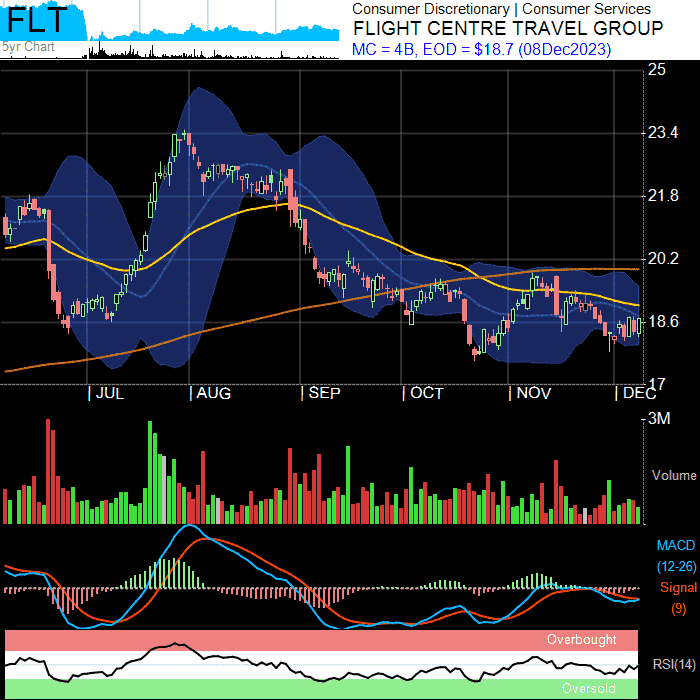 FLT
5yr Chart
Consumer Discretionary | Consumer Services
FLIGHT CENTRE TRAVEL GROUP
MC = 4B, EOD = $18.7 (08Dec2023)
25
23.4
21.8
20.2
18.6
17
| JUL | AUG | SEP | OCT | NOV | DEC
3M
Volume
MACD
(12-26)
Signal
(9)
Overbought
RSI(14)
Oversold